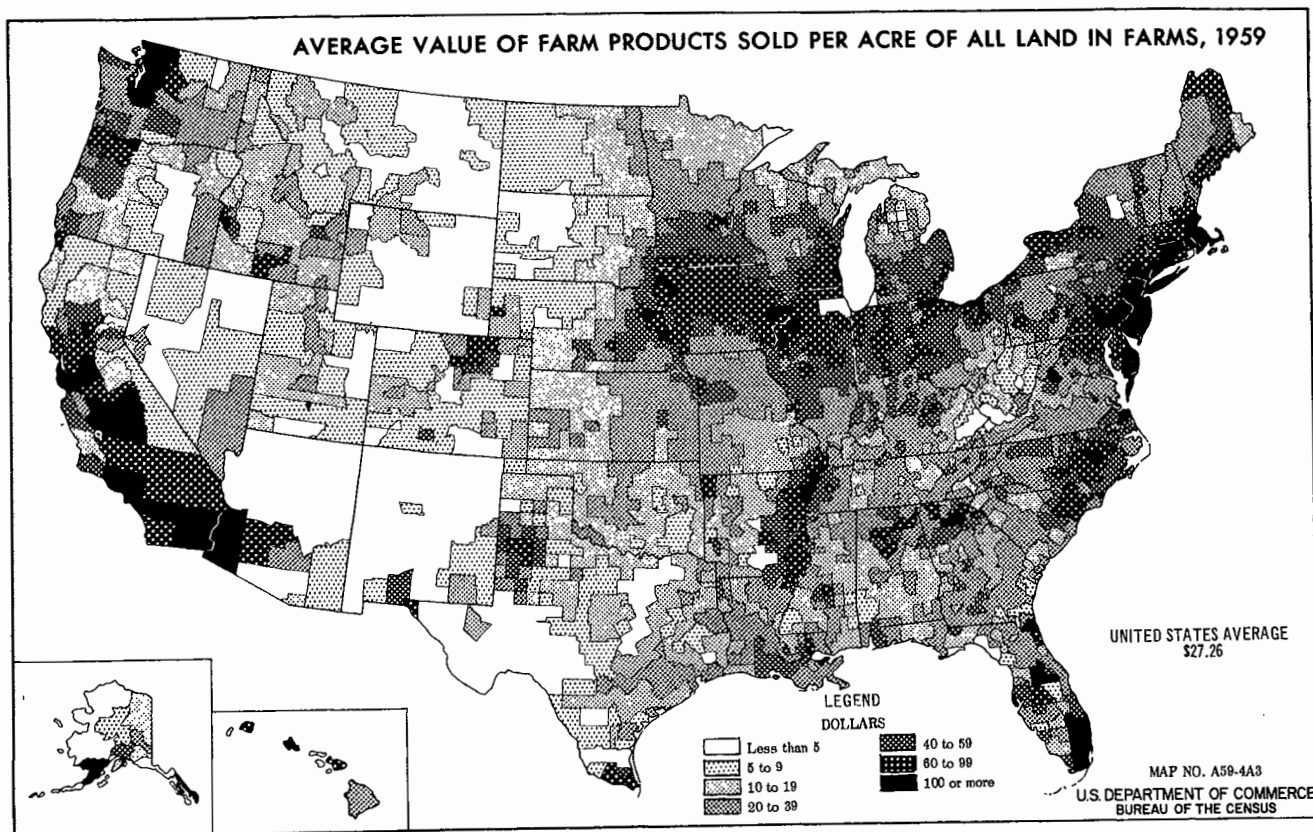 AVERAGE VALUE OF FARM PRODUCTS SOLD PER ACRE OF ALL LAND IN FARMS, 1959
UNITED STATES AVERAGE
$27.26
LEGEND
DOLLARS
Less than 5
5 to 9
10 to 19
20 to 39
40 to 59
60 to 99
100 or more
MAP NO. A59-4A3
U.S. DEPARTMENT OF COMMERCE
BUREAU OF THE CENSUS